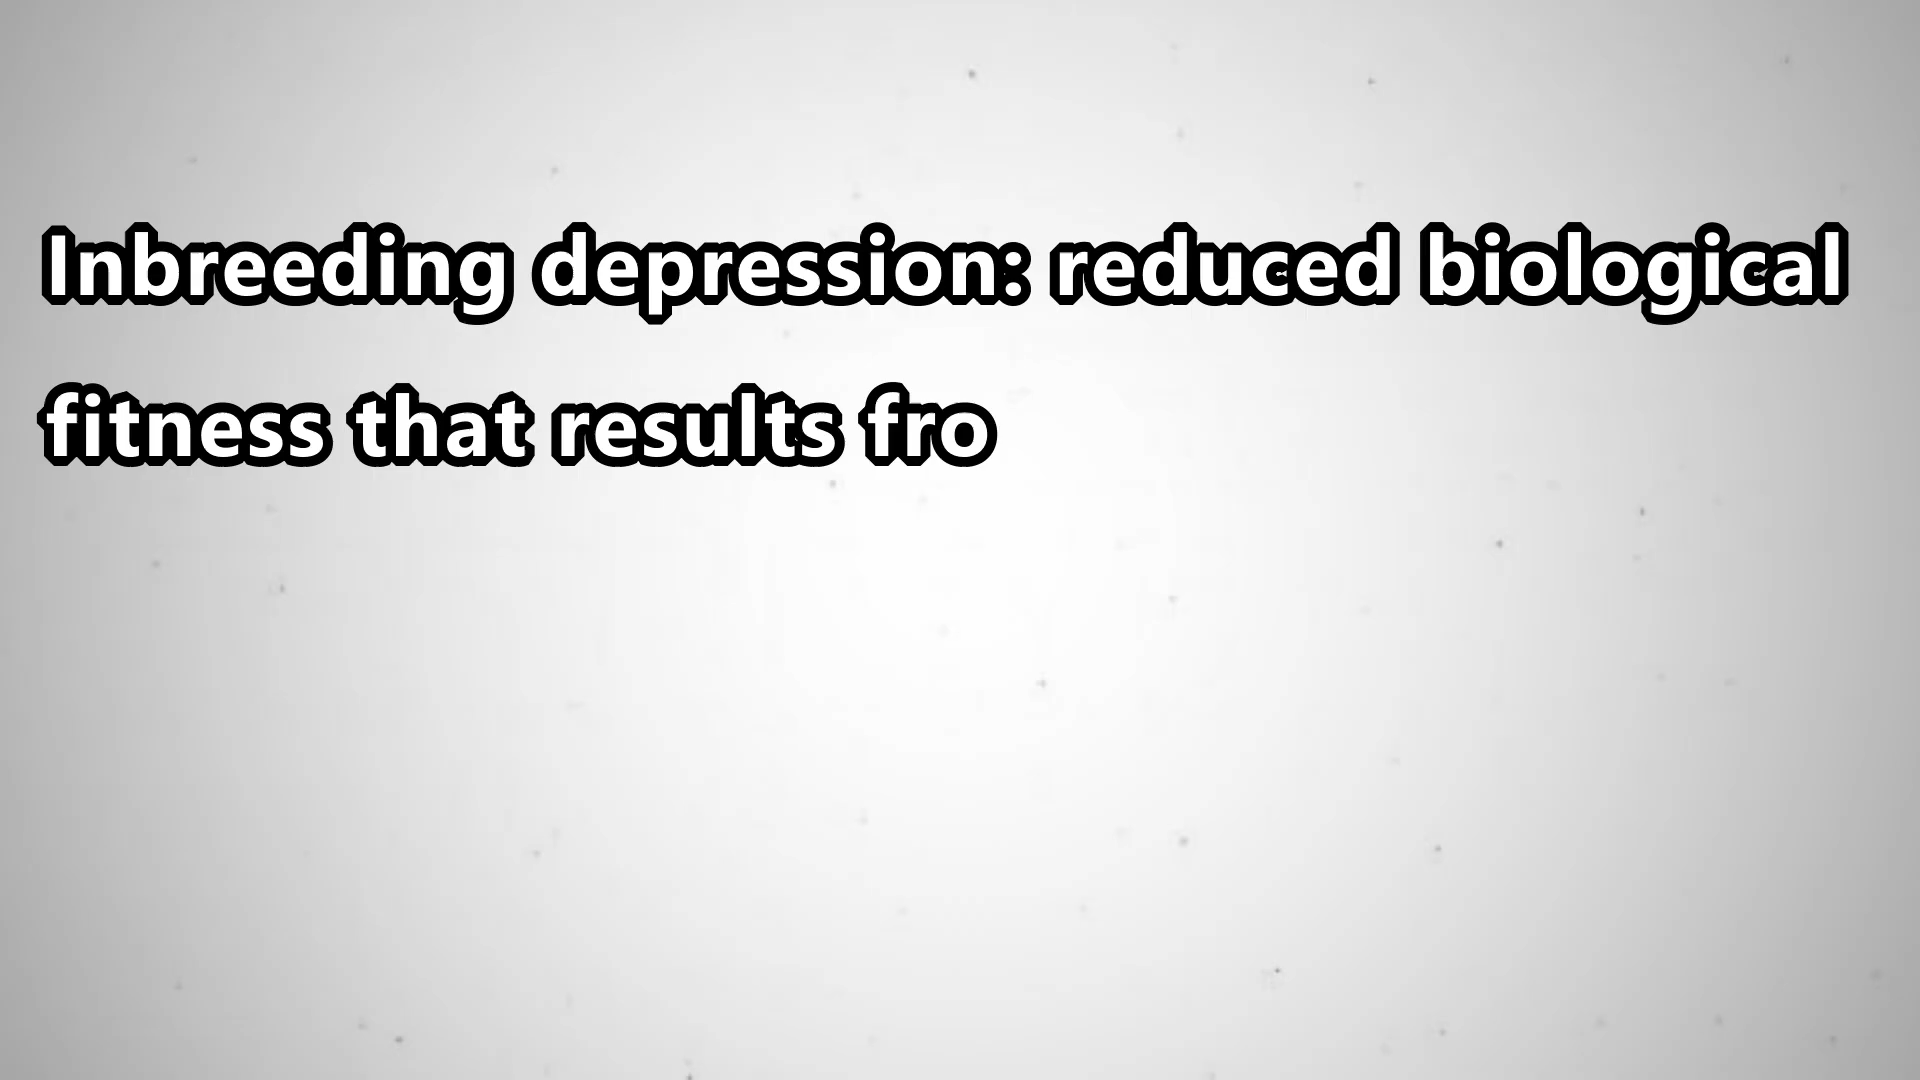 Inbreeding depression: reduced biological
fitness that results fro